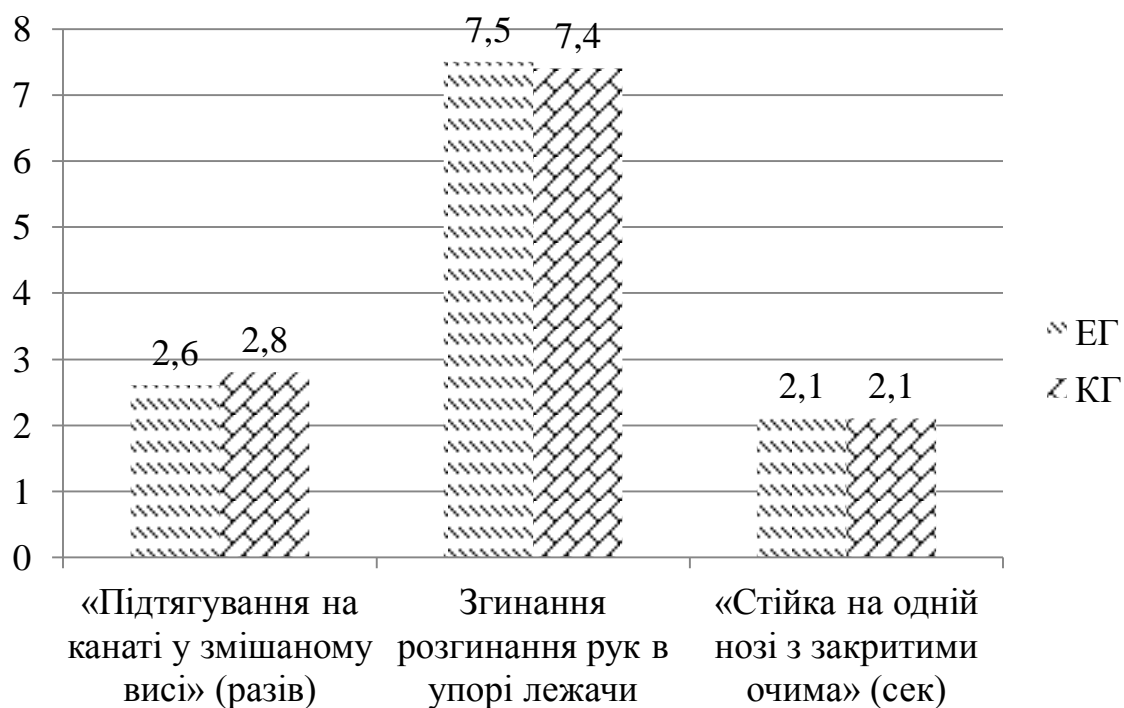 8
7
6
5
4
3
2
1
0
2,6
2,8
7,5
7,4
2,1
2,1
ЕГ
КГ
«Підтягування на
канаті у змішаному
висі» (разів)
Згинання
розгинання рук в
упорі лежачи
«Стійка на одній
нозі з закритими
очима» (сек)